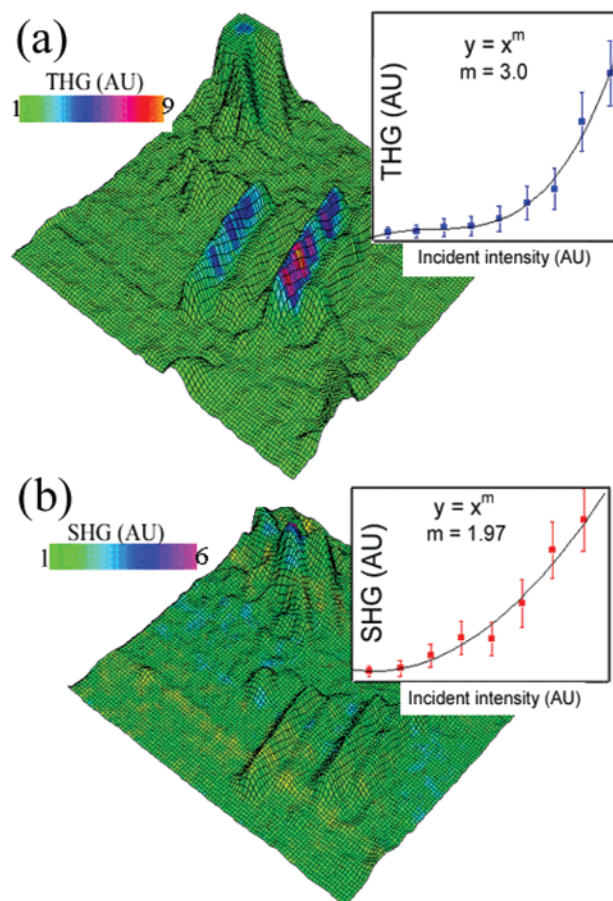 (a)
THG (AU)
1 9
y = x^m
m = 3.0
THG (AU)
Incident intensity (AU)
(b)
SHG (AU)
1 6
y = x^m
m = 1.97
SHG (AU)
Incident intensity (AU)